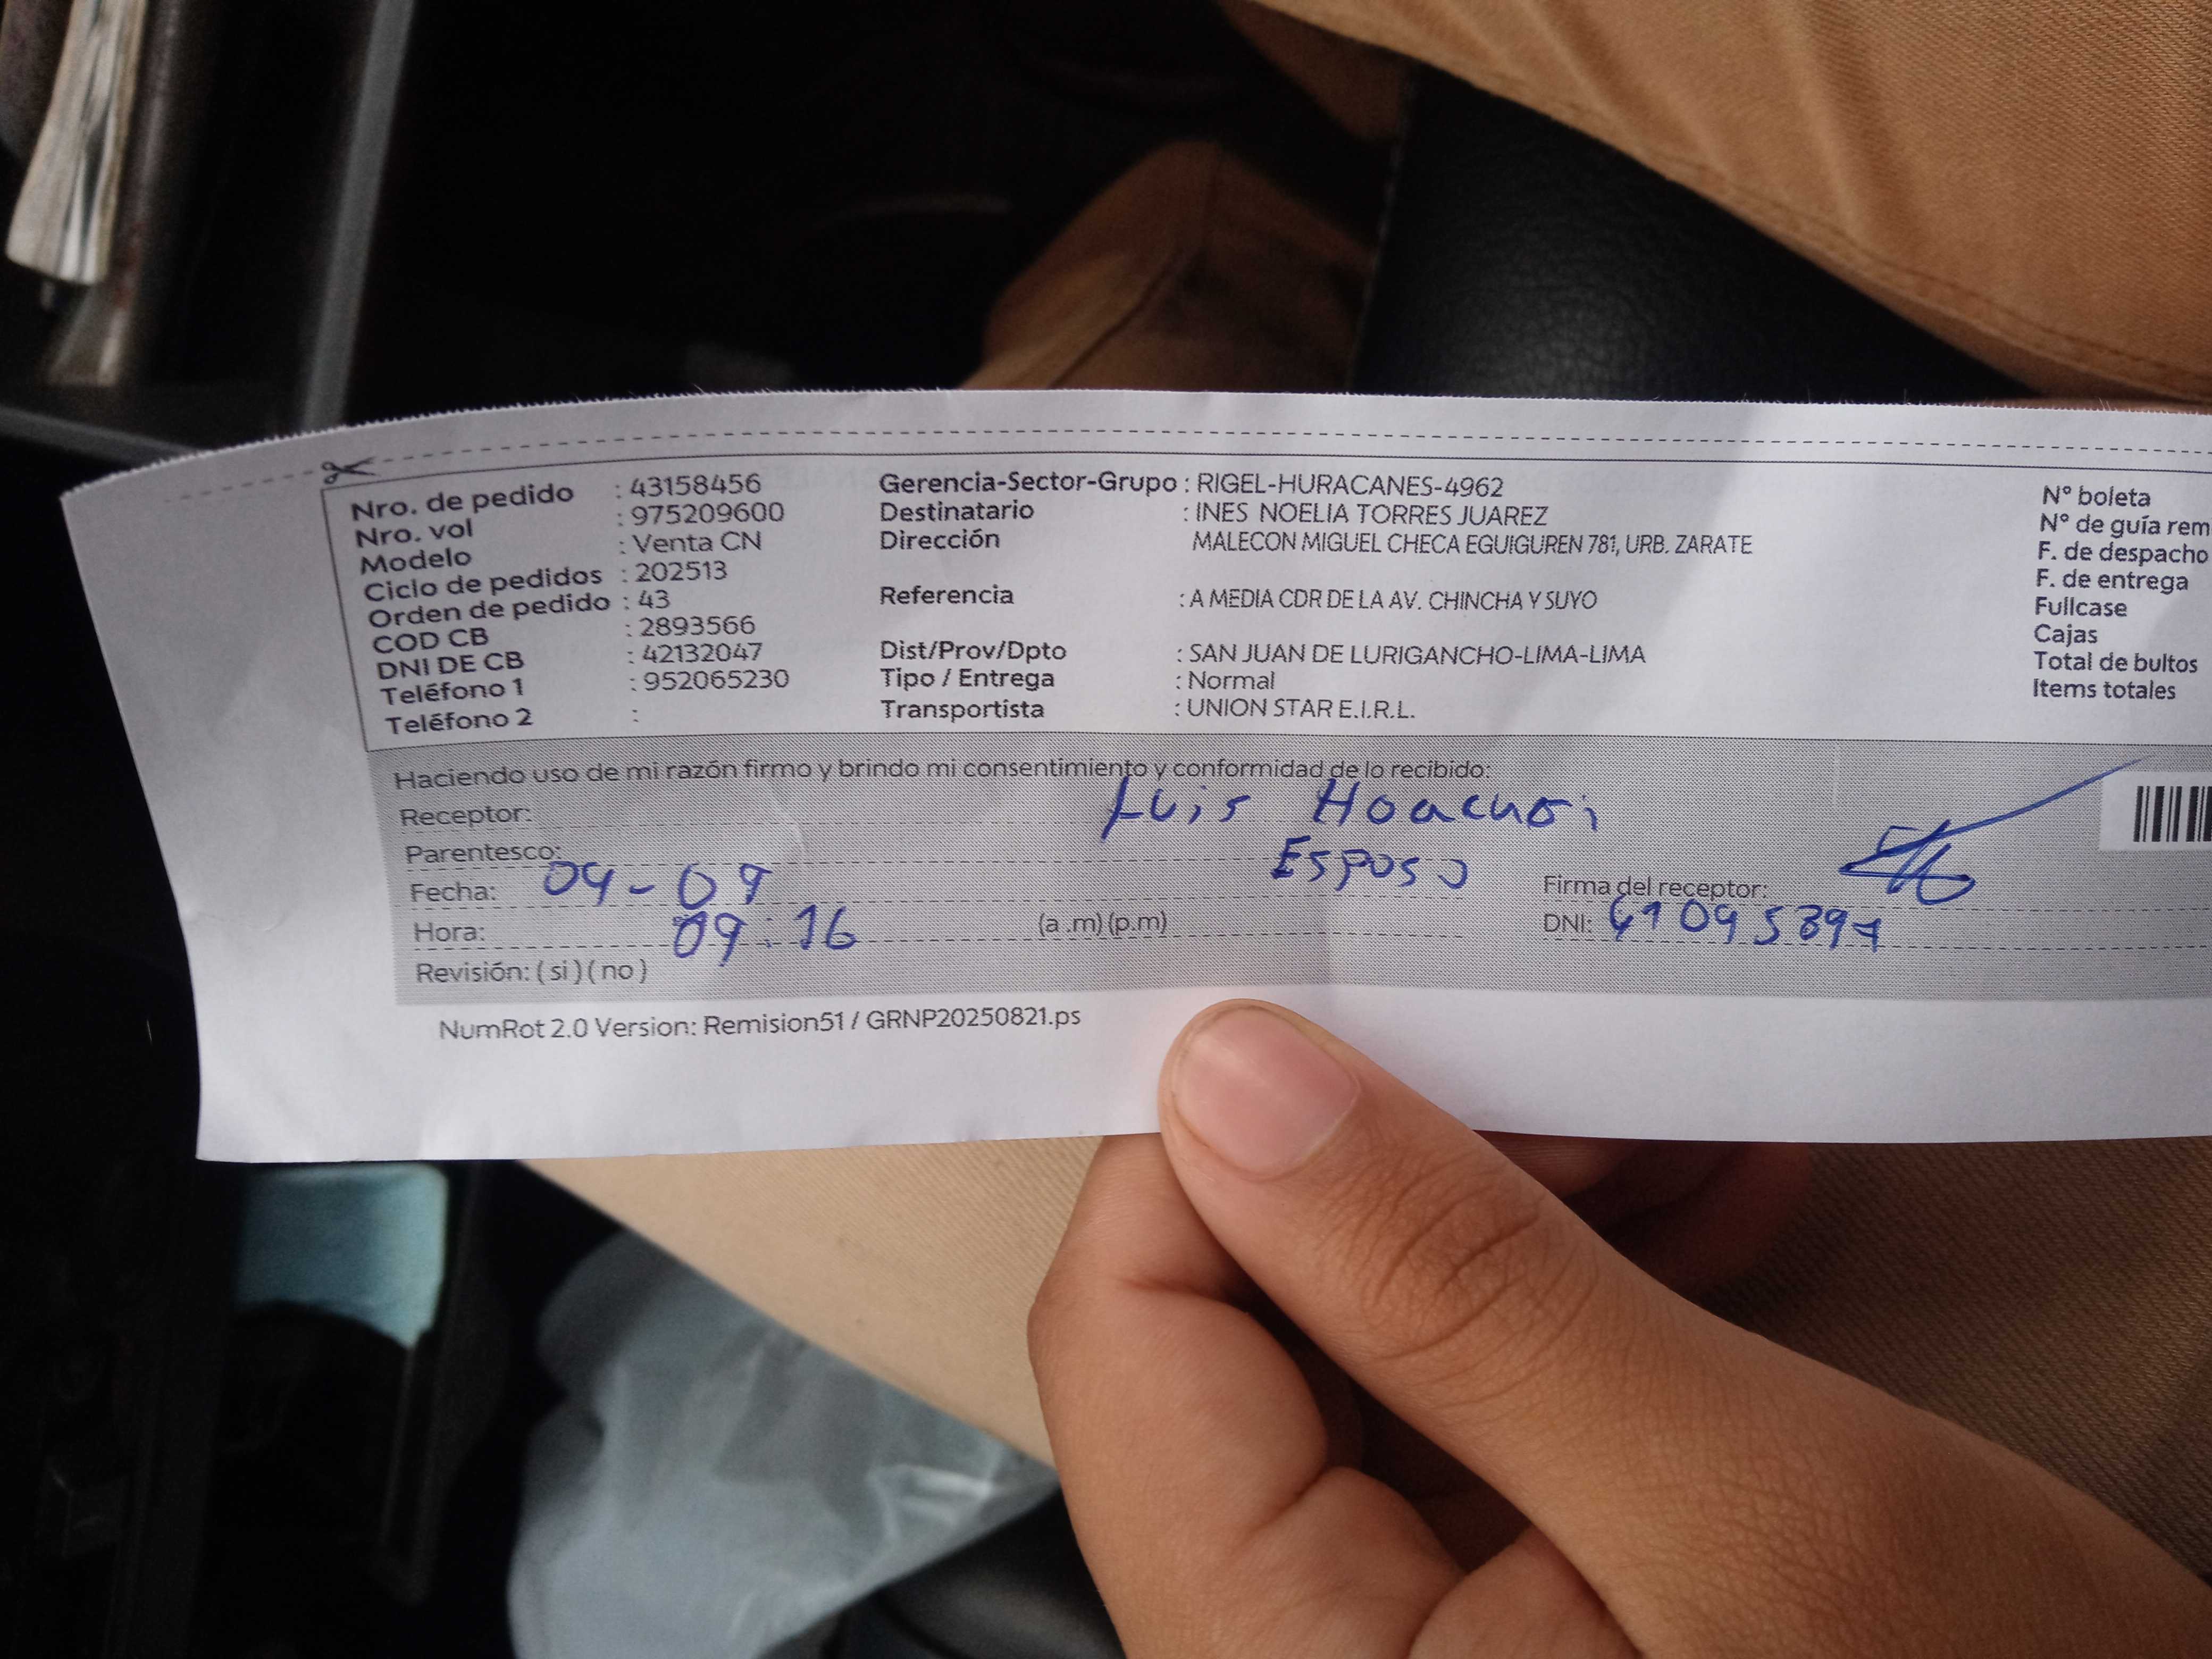 Nro. de pedido : 43158456
Nro. vol : 975209600
Modelo : Venta CN
Ciclo de pedidos : 202513
Orden de pedido : 43
COD CB : 2893566
DNI DE CB : 42132047
Teléfono 1 : 952065230
Teléfono 2 :
Gerencia-Sector-Grupo : RIGEL-HURACANES-4962
Destinatario : INES NOELIA TORRES JUAREZ
Dirección MALECON MIGUEL CHECA EGUIGUREN 781, URB. ZARATE
Referencia : A MEDIA CDR DE LA AV. CHINCHA Y SUYO
Dist/Prov/Dpto : SAN JUAN DE LURIGANCHO-LIMA-LIMA
Tipo / Entrega : Normal
Transportista : UNION STAR E.I.R.L.
N° boleta
N° de guía rem
F. de despacho
F. de entrega
Fullcase
Cajas
Total de bultos
Items totales
Haciendo uso de mi razón firmo y brindo mi consentimiento y conformidad de lo recibido:
Receptor: Luis
Parentesco: Esposo
Fecha: 04-09
Firma del receptor:
Hora: 09:16 (a .m) (p.m)
DNI:
Revisión: ( si ) ( no )
NumRot 2.0 Version: Remision51 / GRNP20250821.ps